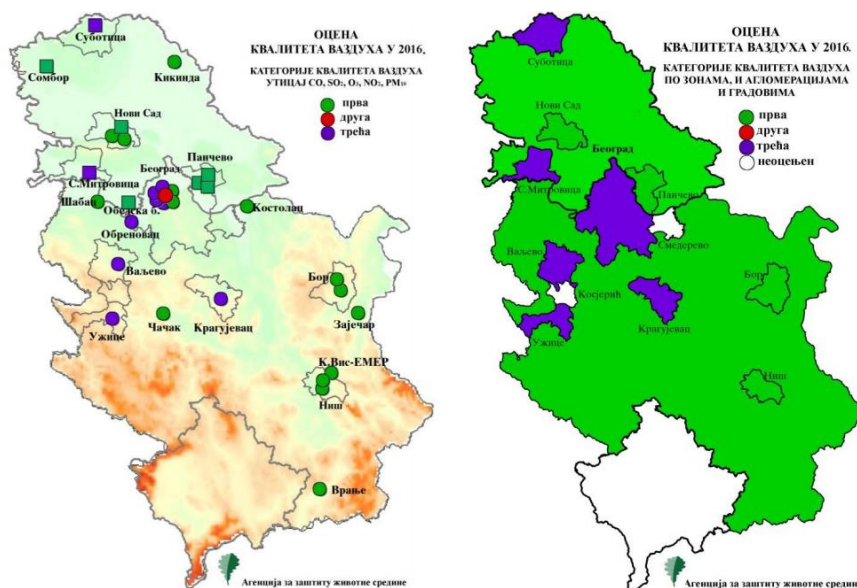 ОЦЕНА
КВАЛИТЕТА ВАЗДУХА У 2016.
КАТЕГОРИЈЕ КВАЛИТЕТА ВАЗДУХА
УТИЦАЈ CO, SO₂, O₃, NO₂, PM₁₀
прва
друга
трећа
Суботица
Сомбор
Кикинда
Нови Сад
Београд
Панчево
С.Митровица
Шабац
Обедска б.
Костолац
Обреновац
Ваљево
Бор
Ужице
Чачак
Крагујевац
Зајечар
К.Вис-ЕМЕР
Ниш
Врање
Агенција за заштиту животне средине
ОЦЕНА
КВАЛИТЕТА ВАЗДУХА У 2016.
КАТЕГОРИЈЕ КВАЛИТЕТА ВАЗДУХА
ПО ЗОНАМА, И АГЛОМЕРАЦИЈАМА
И ГРАДОВИМА
прва
друга
трећа
неоцењен
Суботица
Нови Сад
Београд
С.Митровица
Панчево
Смедерево
Ваљево
Косјерић
Бор
Ужице
Крагујевац
Ниш
Агенција за заштиту животне средине